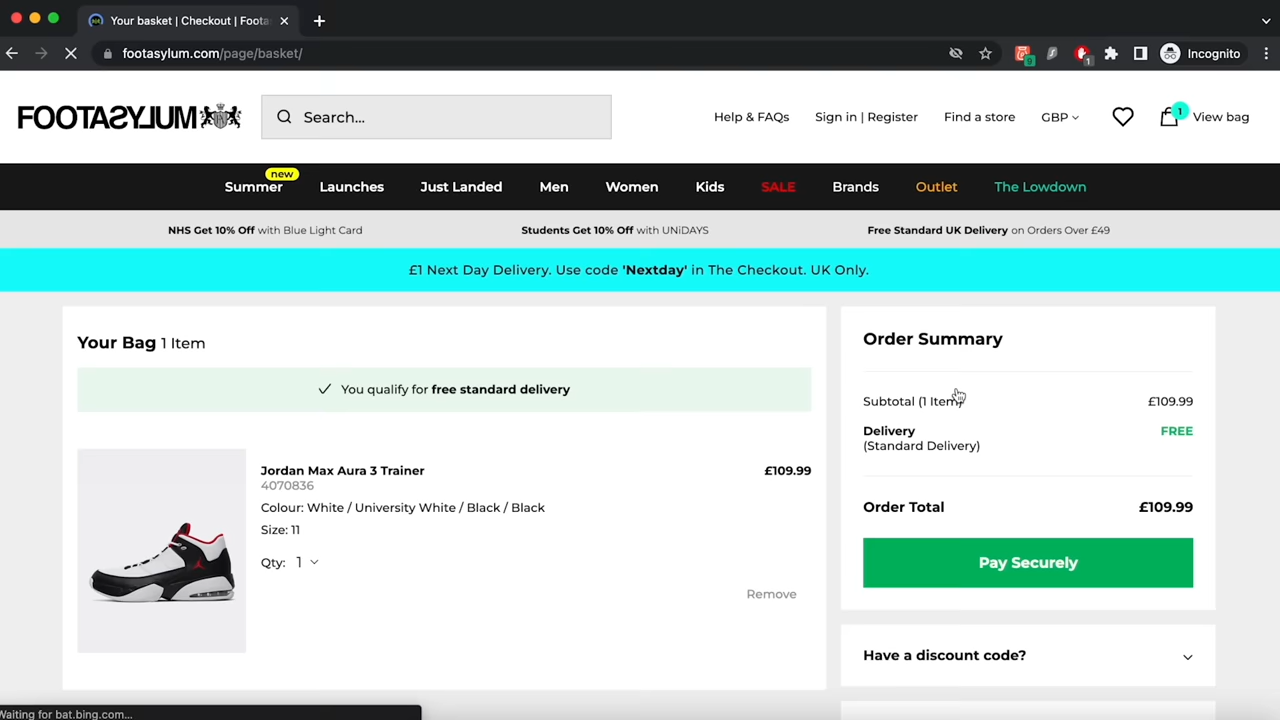 Your basket | Checkout | Foota
footasylum.com/page/basket/
9
1
Incognito
FOOTASYLUM
Search...
Help & FAQs
Sign in | Register
Find a store
GBP
1
View bag
new
Summer
Launches
Just Landed
Men
Women
Kids
SALE
Brands
Outlet
The Lowdown
NHS Get 10% Off with Blue Light Card
Students Get 10% Off with UNiDAYS
Free Standard UK Delivery on Orders Over £49
£1 Next Day Delivery. Use code 'Nextday' in The Checkout. UK Only.
Your Bag 1 Item
You qualify for free standard delivery
Jordan Max Aura 3 Trainer
£109.99
4070836
Colour: White / University White / Black / Black
Size: 11
Qty: 1
Remove
Order Summary
Subtotal (1 Item)
£109.99
Delivery
FREE
(Standard Delivery)
Order Total
£109.99
Pay Securely
Have a discount code?
Waiting for bat.bing.com...